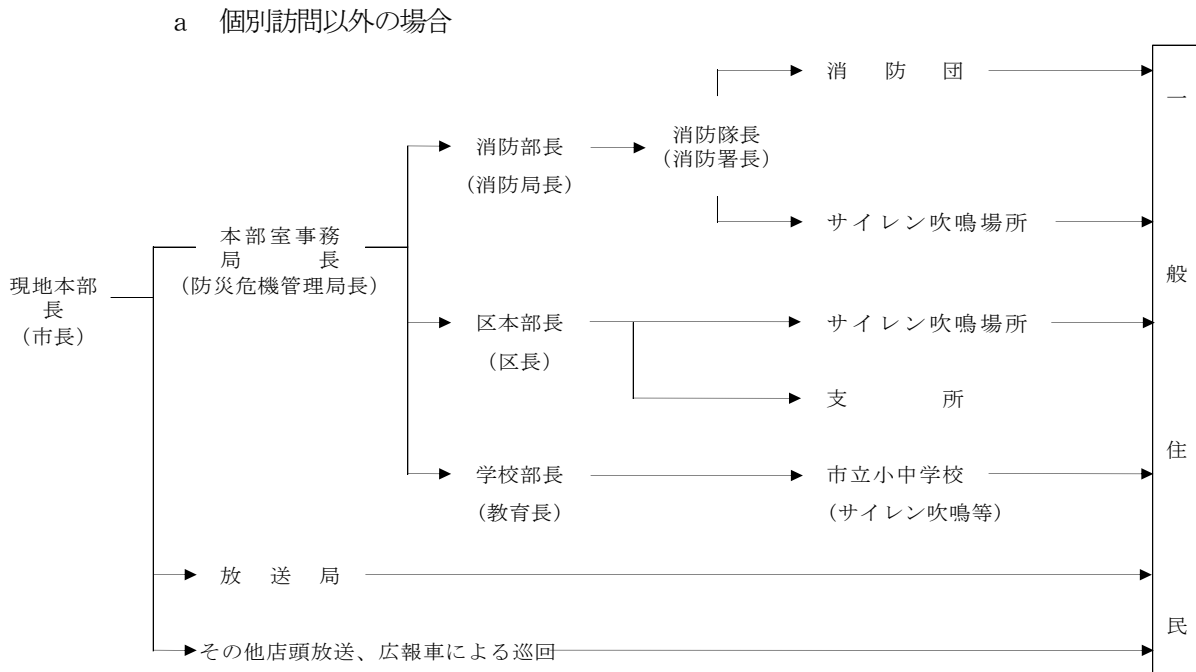 a 個別訪問以外の場合
消 防 団
消防部長
(消防局長)
消防隊長
(消防署長)
サイレン吹鳴場所
本部室事務
局 長
(防災危機管理局長)
現地本部
長
(市長)
区本部長
(区長)
サイレン吹鳴場所
支 所
学校部長
(教育長)
市立小中学校
(サイレン吹鳴等)
放 送 局
その他店頭放送、広報車による巡回
一
般
住
民